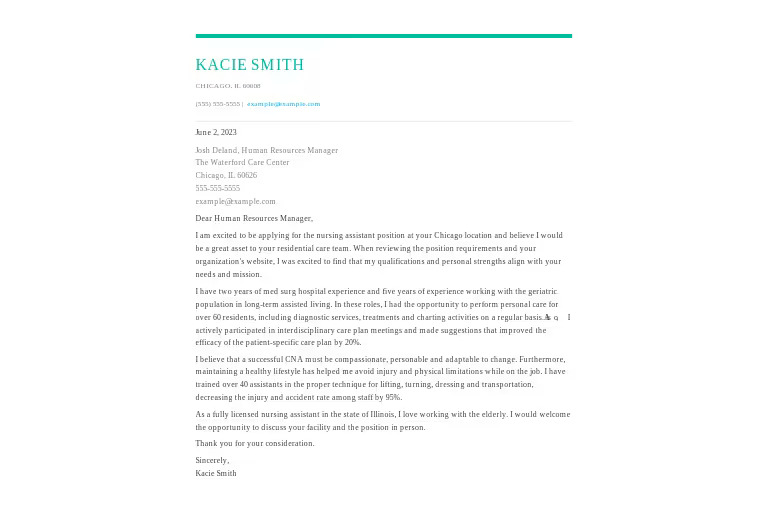 KACIE SMITH
CHICAGO, IL 60608
(555) 555-5555 | example@example.com
June 2, 2023
Josh Deland, Human Resources Manager
The Waterford Care Center
Chicago, IL 60626
555-555-5555
example@example.com
Dear Human Resources Manager,
I am excited to be applying for the nursing assistant position at your Chicago location and believe I would
be a great asset to your residential care team. When reviewing the position requirements and your
organization's website, I was excited to find that my qualifications and personal strengths align with your
needs and mission.
I have two years of med surg hospital experience and five years of experience working with the geriatric
population in long-term assisted living. In these roles, I had the opportunity to perform personal care for
over 60 residents, including diagnostic services, treatments and charting activities on a regular basis. I
actively participated in interdisciplinary care plan meetings and made suggestions that improved the
efficacy of the patient-specific care plan by 20%.
I believe that a successful CNA must be compassionate, personable and adaptable to change. Furthermore,
maintaining a healthy lifestyle has helped me avoid injury and physical limitations while on the job. I have
trained over 40 assistants in the proper technique for lifting, turning, dressing and transportation,
decreasing the injury and accident rate among staff by 95%.
As a fully licensed nursing assistant in the state of Illinois, I love working with the elderly. I would welcome
the opportunity to discuss your facility and the position in person.
Thank you for your consideration.
Sincerely,
Kacie Smith